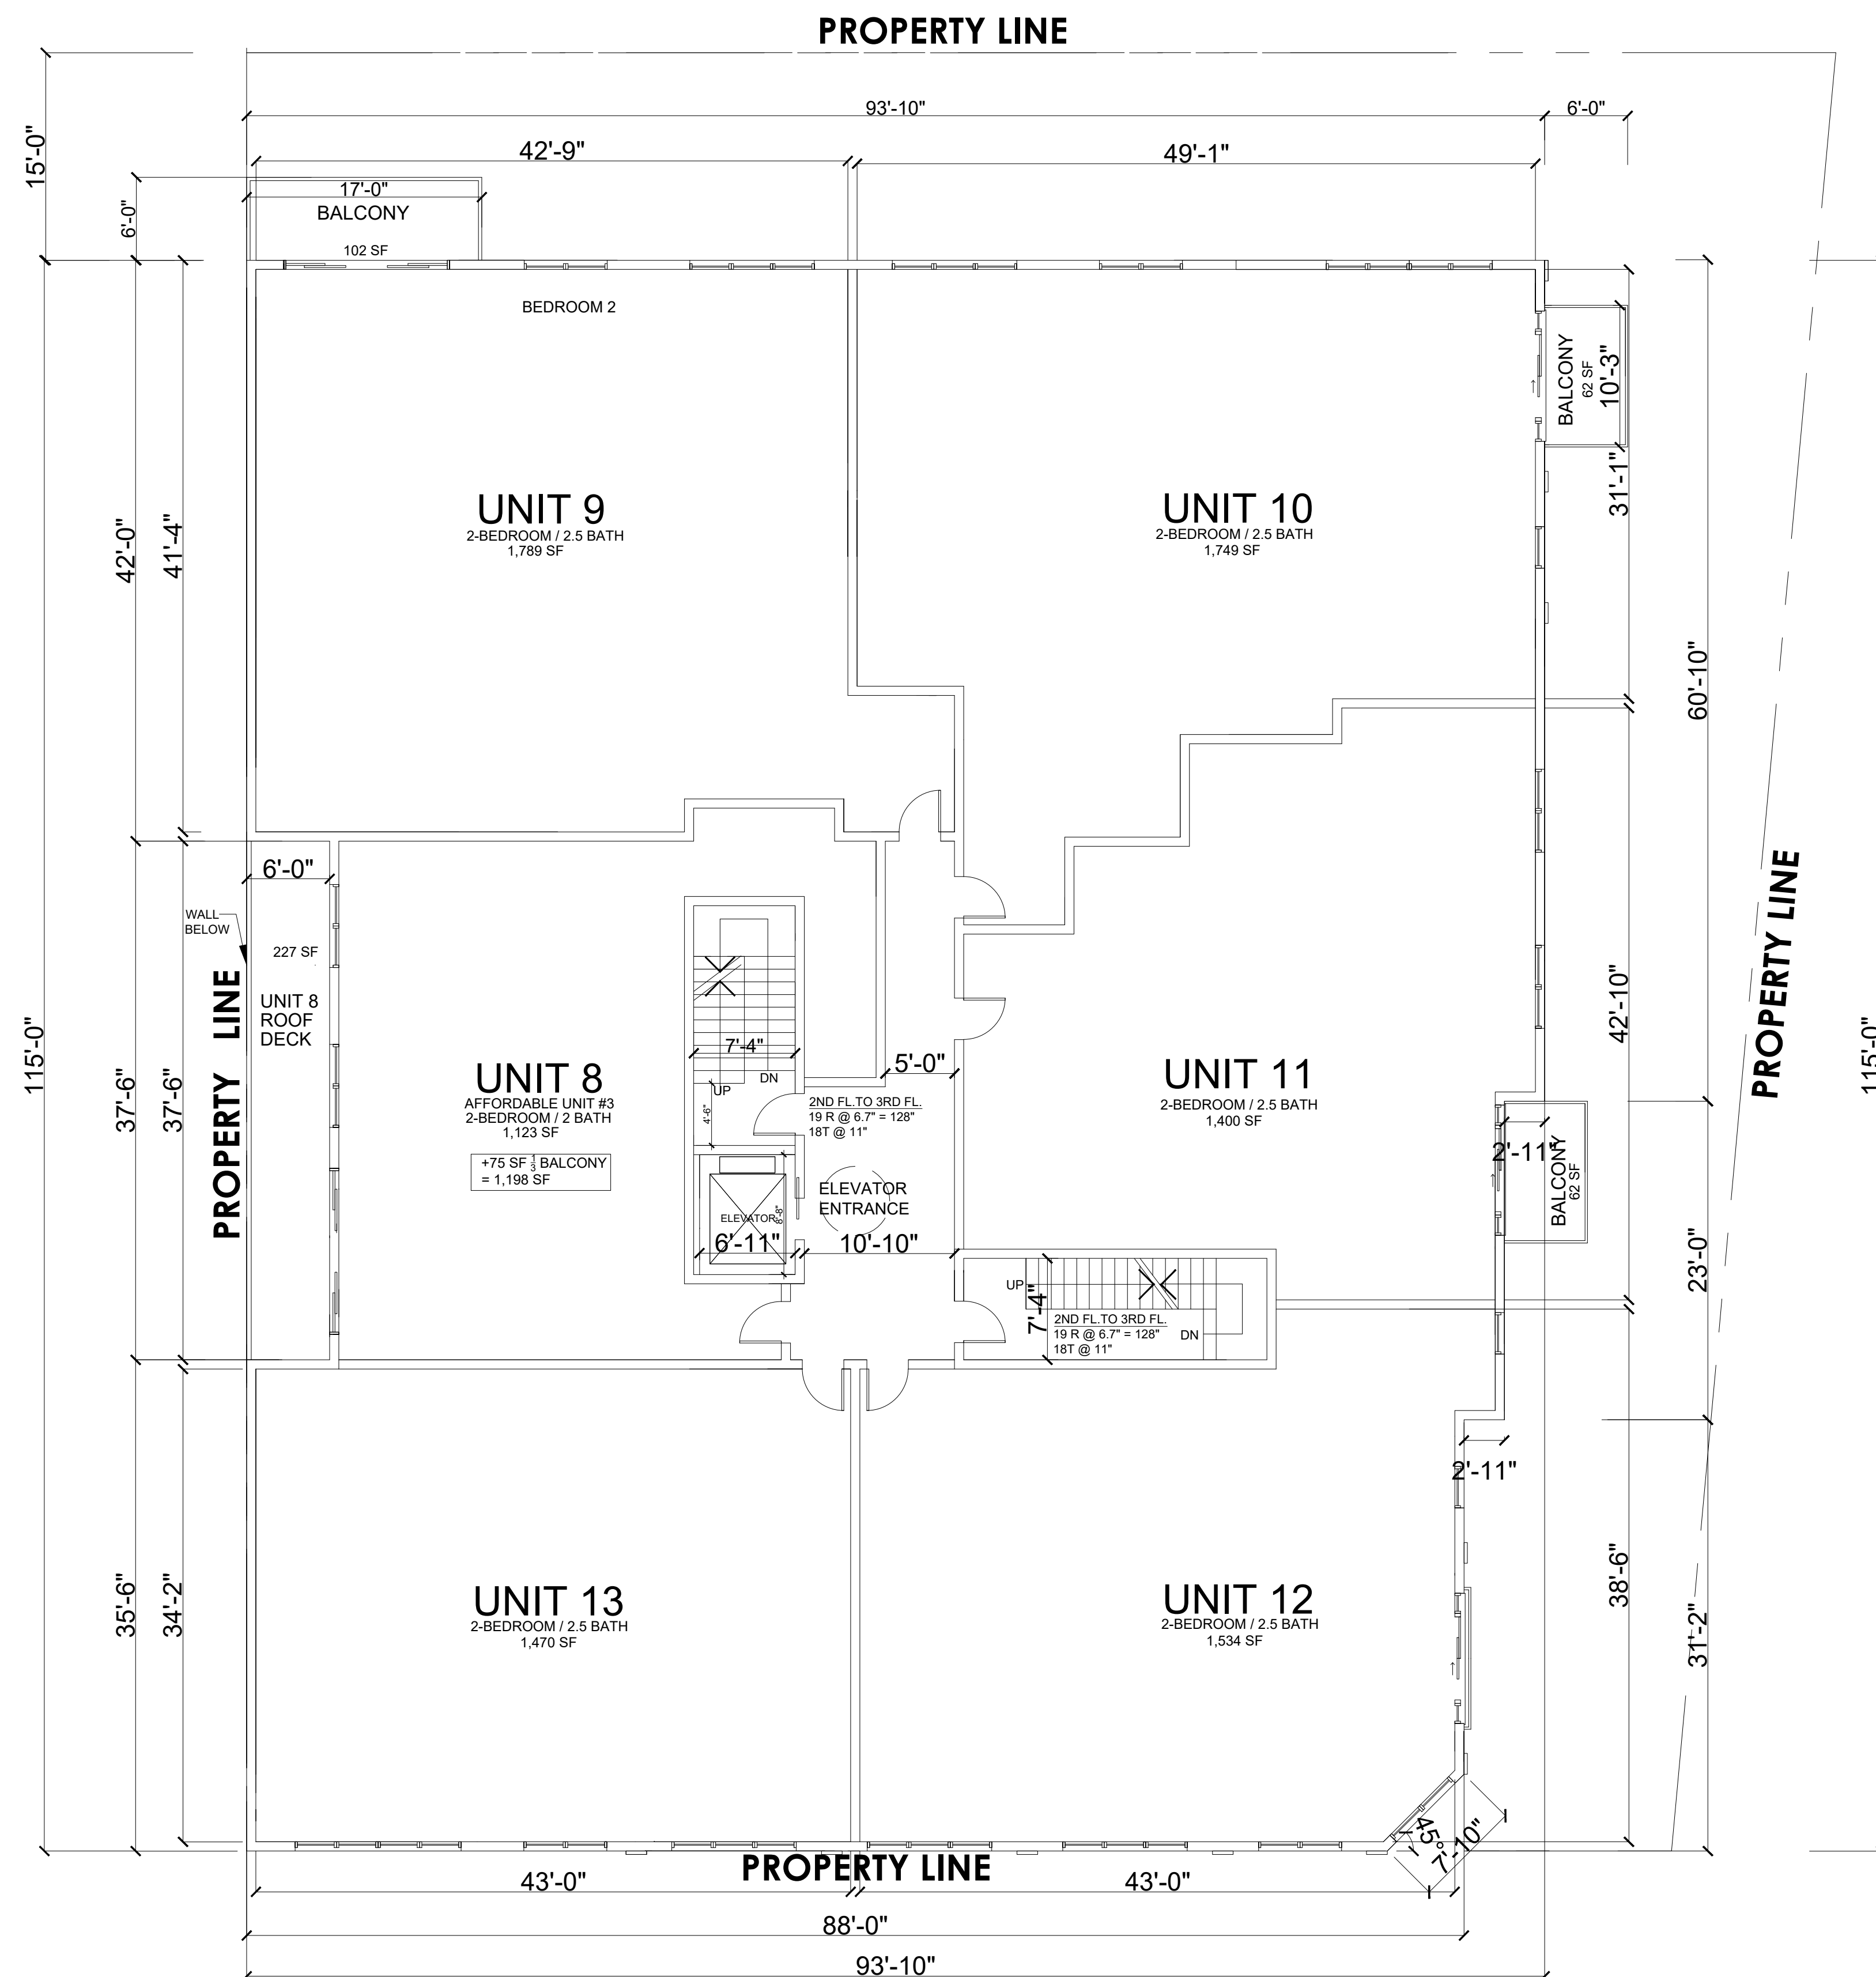 PROPERTY LINE
93'-10"
6'-0"
15'-0"
42'-9"
49'-1"
6'-0"
17'-0"
BALCONY
102 SF
BEDROOM 2
BALCONY
62 SF
10'-3"
31'-1"
42'-0"
41'-4"
UNIT 9
2-BEDROOM / 2.5 BATH
1,789 SF
UNIT 10
2-BEDROOM / 2.5 BATH
1,749 SF
60'-10"
PROPERTY LINE
6'-0"
WALL
BELOW
227 SF
UNIT 8
ROOF
DECK
PROPERTY LINE
115'-0"
37'-6"
37'-6"
UNIT 8
AFFORDABLE UNIT #3
2-BEDROOM / 2 BATH
1,123 SF
+75 SF 1/3 BALCONY
= 1,198 SF
7'-4"
UP
DN
4'-6"
5'-0"
2ND FL.TO 3RD FL.
19 R @ 6.7" = 128"
18T @ 11"
ELEVATOR
ENTRANCE
ELEVATOR
8'-8"
6'-11"
10'-10"
UNIT 11
2-BEDROOM / 2.5 BATH
1,400 SF
42'-10"
115'-0"
2'-11"
BALCONY
62 SF
23'-0"
UP
7'-4"
2ND FL.TO 3RD FL.
19 R @ 6.7" = 128"
18T @ 11"
DN
2'-11"
35'-6"
34'-2"
UNIT 13
2-BEDROOM / 2.5 BATH
1,470 SF
UNIT 12
2-BEDROOM / 2.5 BATH
1,534 SF
38'-6"
31'-2"
45°
7'-10"
PROPERTY LINE
43'-0"
43'-0"
88'-0"
93'-10"